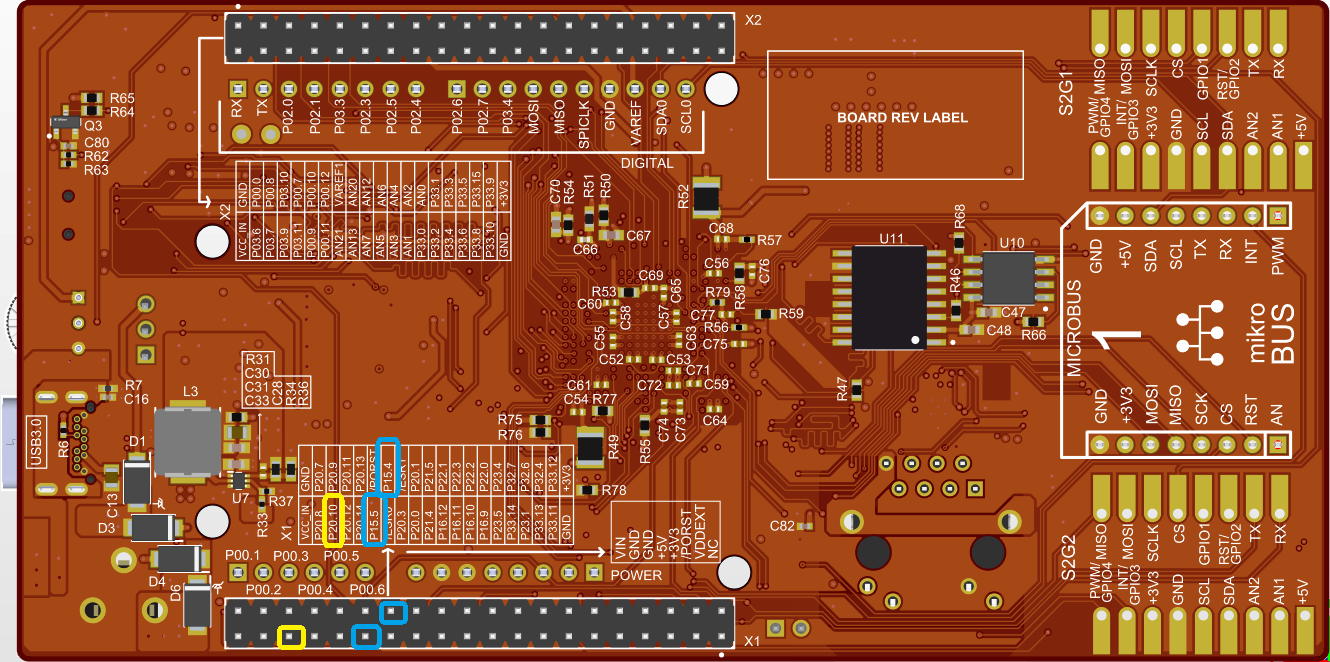 X2
RX TX P02.0 P02.1 P03.3 P02.3 P02.5 P02.4 P02.6 P02.7 P03.4 MOSI MISO SPICLK GND VAREF SDA0 SCL0
DIGITAL
R65
R64
Q3
C80
R62
R63
X2
GND P00.0 P00.8 P03.10 P00.7 P00.10 P00.12 VAREF1 AN20 AN12 AN6 AN4 AN2 AN0 P33.1 P33.3 P33.5 P33.15 P33.9 +3V3
VCC_IN P03.6 P03.7 P03.9 P03.11 P00.9 P00.11 AN21 AN13 AN7 AN5 AN3 AN1 P33.0 P33.2 P33.4 P33.6 P33.8 P33.10 GND
BOARD REV LABEL
S2G1
PWM/ MISO
GPIO4
INT/ MOSI
GPIO3
SCLK
+3V3
CS
GND
GPIO1
SCL
RST/
GPIO2
SDA
TX
AN2
RX
AN1
+5V
C70
R54
R51
R50
C66
C67
R52
C68
R57
C56
C76
R58
C69
C65
R53
C60
C58
C57
R79
C77
R56
C75
R59
C55
C63
C52
C53
C71
C72
C59
C61
C54
R77
C74
C73
C64
R55
R75
R76
R49
R78
R47
U11
R68
U10
R46
C47
C48
R66
MICROBUS
GND +5V SDA SCL TX RX INT PWM
1
mikro
BUS
GND +3V3 MOSI MISO SCK CS RST AN
R31
C30
C31
C33
C28
R34
R36
R7
C16
L3
USB3.0
R6
D1
C13
U7
R37
R33
D3
D4
D6
X1
GND P20.7 P20.9 P20.11 P20.13 /PORST P15.4 /ESR1 P20.1 P21.5 P22.1 P22.3 P22.2 P22.0 P23.4 P32.7 P32.6 P32.4 P33.12 +3V3
VCC_IN P20.8 P20.10 P20.14 P15.5 P20.3 P20.0 P21.4 P16.11 P16.12 P16.10 P16.9 P23.5 P33.14 P33.13 P33.11 GND
P00.1 P00.3 P00.5
P00.2 P00.4 P00.6
VIN
GND
GND
+5V
+3V3
/PORST
VDDEXT
NC
POWER
X1
C82
S2G2
PWM/ MISO
GPIO4
INT/ MOSI
GPIO3
SCLK
+3V3
CS
GND
GPIO1
SCL
RST/
GPIO2
SDA
TX
AN2
RX
AN1
+5V